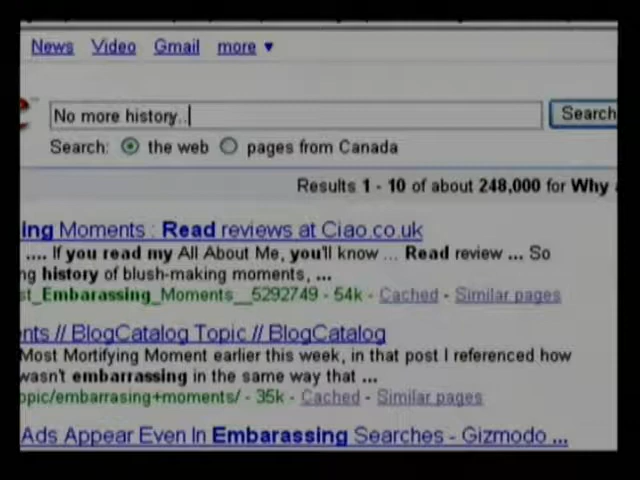 News Video Gmail more ▼
No more history..
Search
Search: the web pages from Canada
Results 1 - 10 of about 248,000 for Why
ing Moments : Read reviews at Ciao.co.uk
.... If you read my All About Me, you'll know ... Read review ... So
ng history of blush-making moments, ...
st_Embarassing_Moments__5292749 - 54k - Cached - Similar pages
nts // BlogCatalog Topic // BlogCatalog
Most Mortifying Moment earlier this week, in that post I referenced how
wasn't embarrassing in the same way that ...
opic/embarrasing+moments/ - 35k - Cached - Similar pages
Ads Appear Even In Embarassing Searches - Gizmodo ...